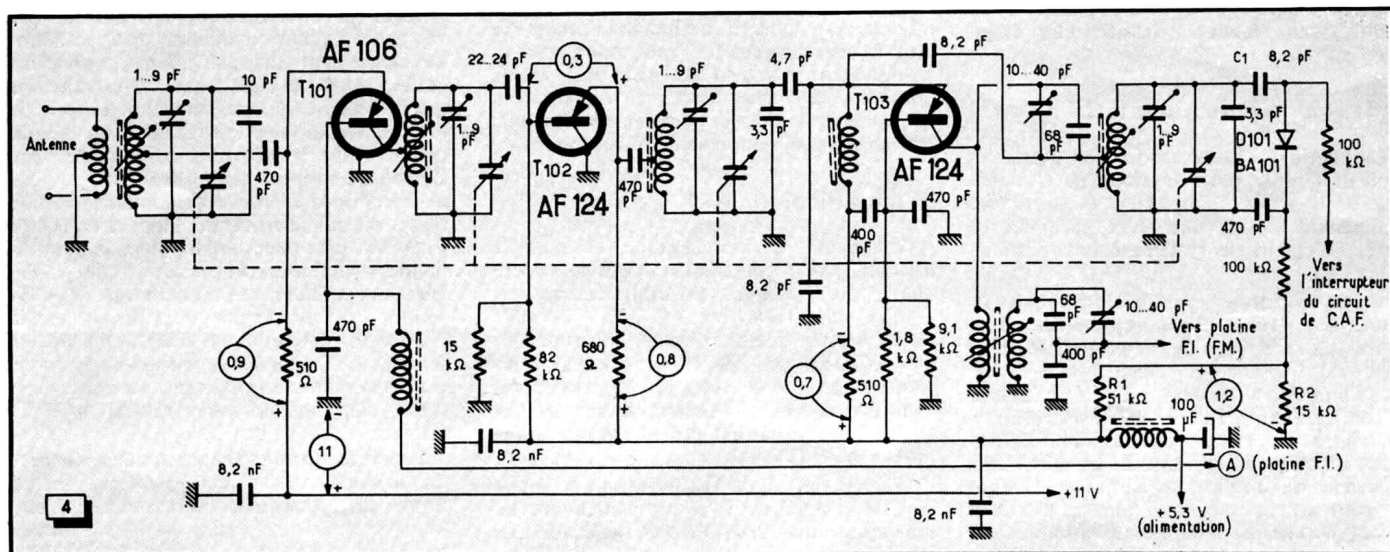 AF 106
8,2 pF
C1
8,2 pF
1...9 pF
10 pF
22...24 pF
0,3
1...9 pF
4,7 pF
10...40 pF
T101
T103
3,3 pF
Antenne
1...9 pF
3,3 pF
68 pF
1...9 pF
D101
BA101
100 kΩ
470 pF
T102
AF 124
470 pF
AF 124
470 pF
400 pF
470 pF
8,2 pF
100 kΩ
Vers l'interrupteur du circuit de C.A.F.
0,9
510 Ω
470 pF
15 kΩ
82 kΩ
680 Ω
0,8
0,7
510 Ω
1,8 kΩ
9,1 kΩ
68 pF
10...40 pF
Vers platine F.I. (F.M.)
400 pF
R1
51 kΩ
1,2
R2
15 kΩ
100 µF
11
8,2 nF
8,2 nF
A (platine F.I.)
+11 V
8,2 nF
+5,3 V
(alimentation)
4